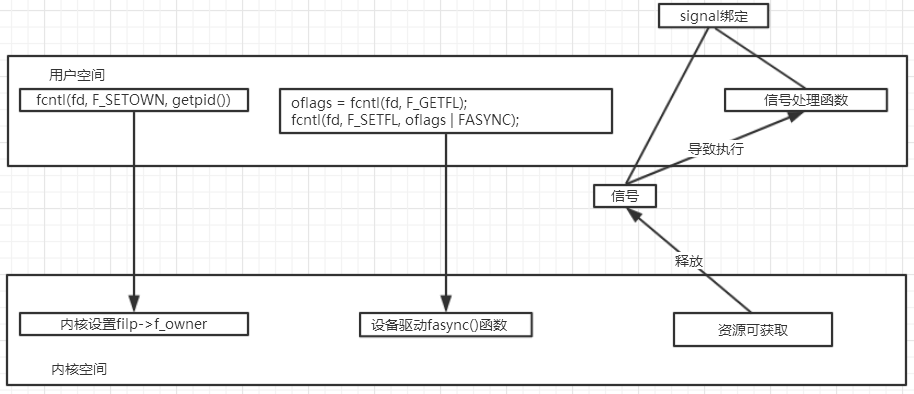 signal绑定
用户空间
fcntl(fd, F_SETOWN, getpid())
oflags = fcntl(fd, F_GETFL);
fcntl(fd, F_SETFL, oflags | FASYNC);
信号处理函数
导致执行
信号
释放
内核设置filp->f_owner
设备驱动fasync()函数
资源可获取
内核空间